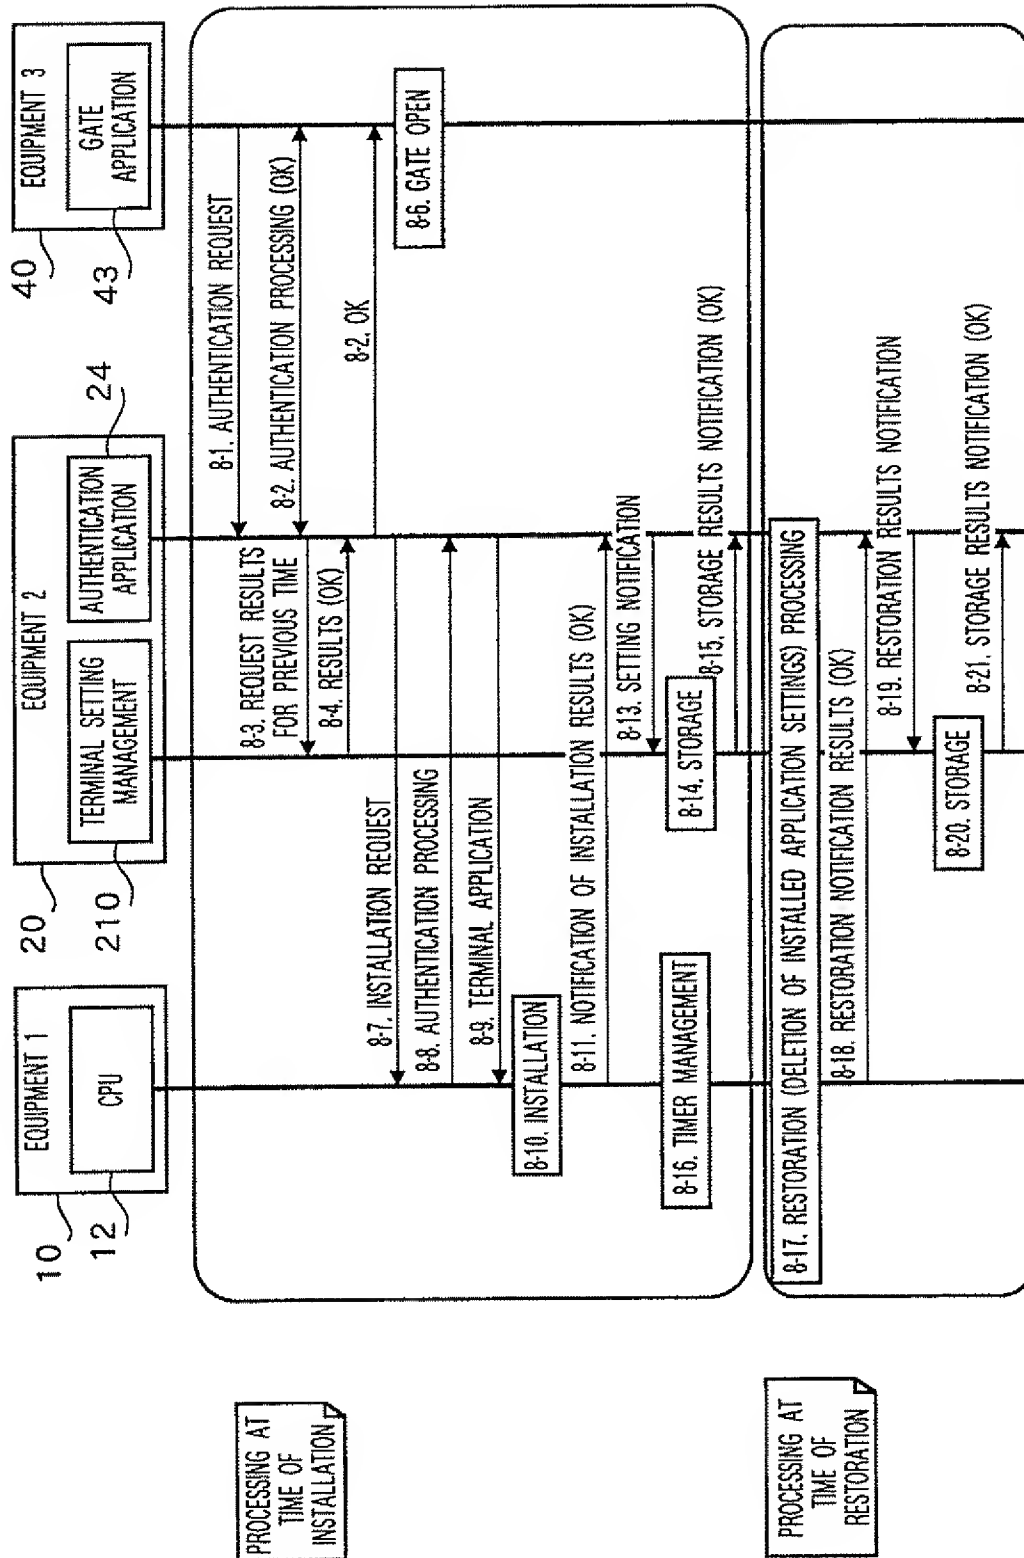 EQUIPMENT 1
CPU
10
12
EQUIPMENT 2
TERMINAL SETTING
MANAGEMENT
AUTHENTICATION
APPLICATION
20
210
24
EQUIPMENT 3
GATE
APPLICATION
40
43
PROCESSING AT
TIME OF
INSTALLATION
8-1. AUTHENTICATION REQUEST
8-2. AUTHENTICATION PROCESSING (OK)
8-3. REQUEST RESULTS
FOR PREVIOUS TIME
8-4. RESULTS (OK)
8-2. OK
8-6. GATE OPEN
8-7. INSTALLATION REQUEST
8-8. AUTHENTICATION PROCESSING
8-9. TERMINAL APPLICATION
8-10. INSTALLATION
8-11. NOTIFICATION OF INSTALLATION RESULTS (OK)
8-13. SETTING NOTIFICATION
8-14. STORAGE
8-15. STORAGE RESULTS NOTIFICATION (OK)
8-16. TIMER MANAGEMENT
PROCESSING AT
TIME OF
RESTORATION
8-17. RESTORATION (DELETION OF INSTALLED APPLICATION SETTINGS) PROCESSING
8-18. RESTORATION NOTIFICATION RESULTS (OK)
8-19. RESTORATION RESULTS NOTIFICATION
8-20. STORAGE
8-21. STORAGE RESULTS NOTIFICATION (OK)